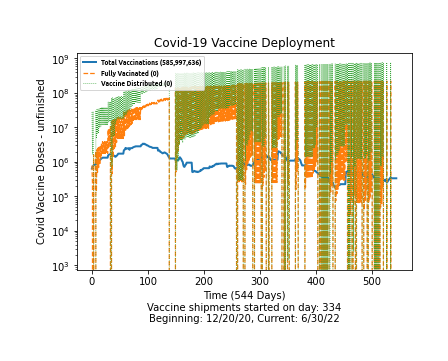 Covid-19 Vaccine Deployment
Total Vaccinations (585,997,636)
Fully Vacinated (0)
Vaccine Distributed (0)
10⁹
10⁸
10⁷
10⁶
10⁵
10⁴
10³
Covid Vaccine Doses - unfinished
0 100 200 300 400 500
Time (544 Days)
Vaccine shipments started on day: 334
Beginning: 12/20/20, Current: 6/30/22